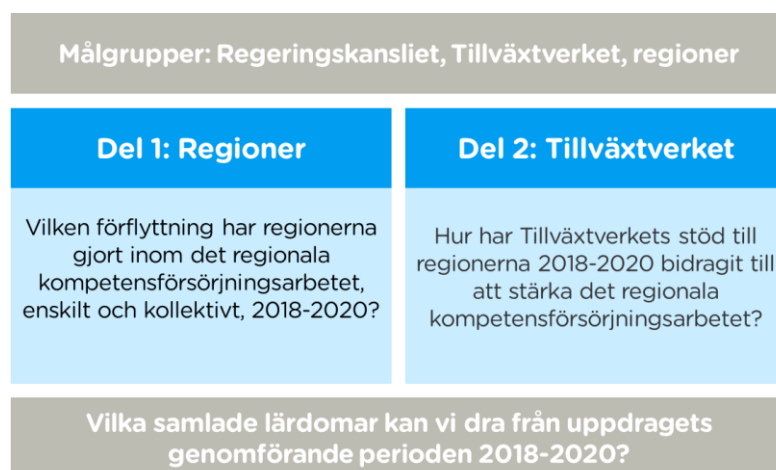 Målgrupper: Regeringskansliet, Tillväxtverket, regioner
Del 1: Regioner
Vilken förflyttning har regionerna
gjort inom det regionala
kompetensförsörjningsarbetet,
enskilt och kollektivt, 2018-2020?
Del 2: Tillväxtverket
Hur har Tillväxtverkets stöd till
regionerna 2018-2020 bidragit till
att stärka det regionala
kompetensförsörjningsarbetet?
Vilka samlade lärdomar kan vi dra från uppdragets
genomförande perioden 2018-2020?